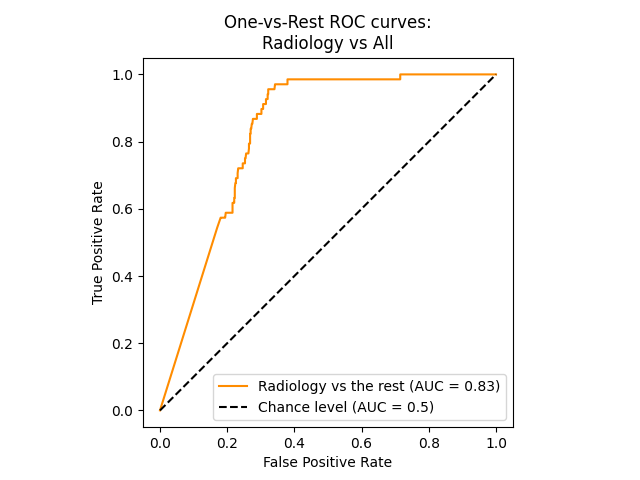 One-vs-Rest ROC curves:
Radiology vs All
True Positive Rate
1.0
0.8
0.6
0.4
0.2
0.0
Radiology vs the rest (AUC = 0.83)
Chance level (AUC = 0.5)
0.0 0.2 0.4 0.6 0.8 1.0
False Positive Rate